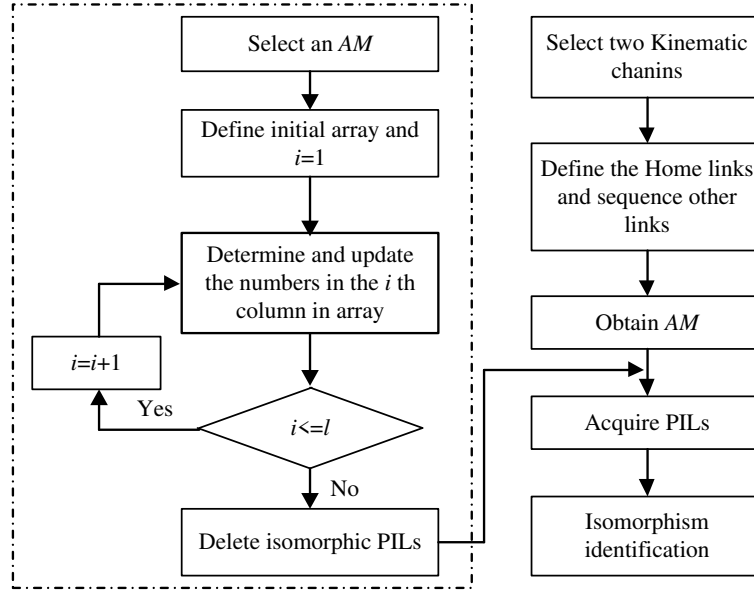 Select an AM
Define initial array and
i=1
Determine and update
the numbers in the i th
column in array
i=i+1
Yes
i<=l
No
Delete isomorphic PILs
Select two Kinematic
chanins
Define the Home links
and sequence other
links
Obtain AM
Acquire PILs
Isomorphism
identification